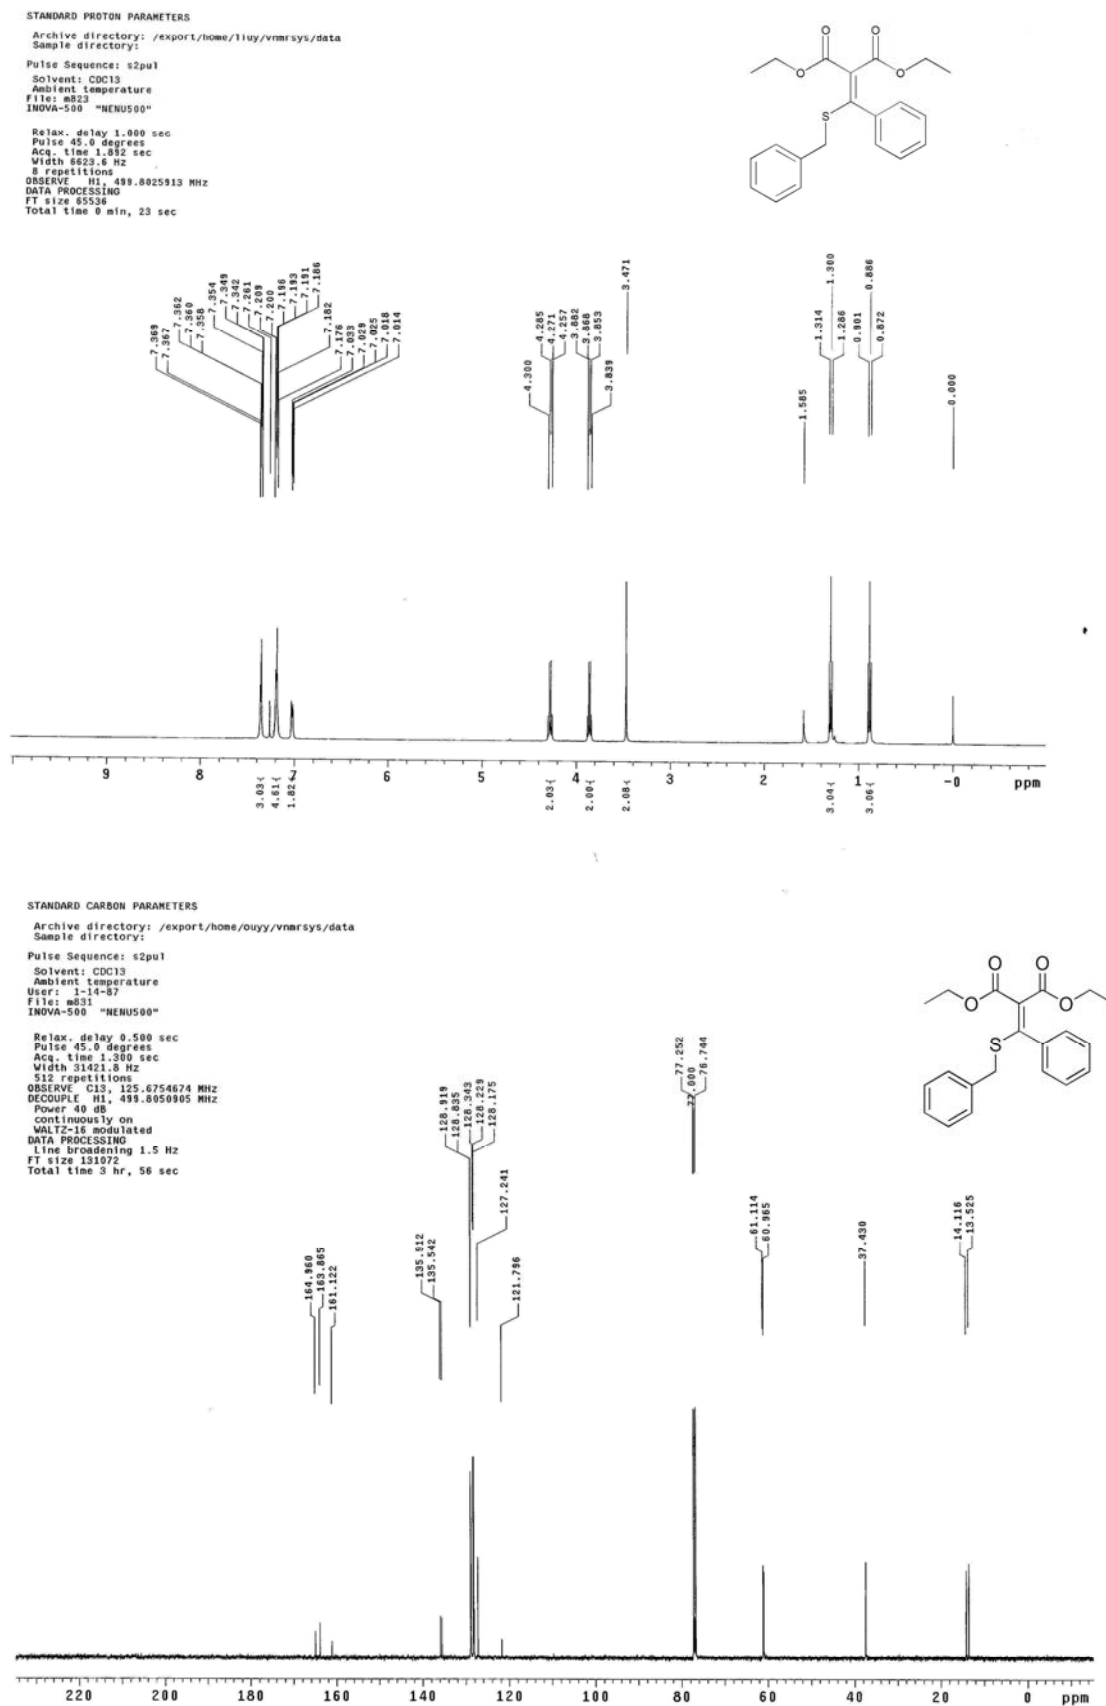 STANDARD PROTON PARAMETERS
Archive directory: /export/home/liuy/vnmrsys/data
Sample directory:
Pulse Sequence: s2pul
Solvent: CDCl3
Ambient temperature
File: m823
INOVA-500 "NENU500"
Relax. delay 1.000 sec
Pulse 45.0 degrees
Acq. time 1.892 sec
Width 6623.6 Hz
8 repetitions
OBSERVE H1, 499.8025913 MHz
DATA PROCESSING
FT size 65536
Total time 0 min, 23 sec
O O
O O
S
7.369
7.367
7.362
7.360
7.358
7.354
7.349
7.342
7.261
7.209
7.200
7.196
7.193
7.191
7.186
7.182
7.176
7.033
7.029
7.025
7.018
7.014
4.300
4.285
4.271
4.257
3.882
3.868
3.853
3.839
3.471
1.585
1.314
1.300
1.286
0.901
0.886
0.872
0.000
9 8 7 6 5 4 3 2 1 -0 ppm
3.03 4.61 1.82 2.03 2.00 2.08 3.04 3.06
STANDARD CARBON PARAMETERS
Archive directory: /export/home/ouyy/vnmrsys/data
Sample directory:
Pulse Sequence: s2pul
Solvent: CDCl3
Ambient temperature
User: 1-14-87
File: m831
INOVA-500 "NENU500"
Relax. delay 0.500 sec
Pulse 45.0 degrees
Acq. time 1.300 sec
Width 31421.8 Hz
512 repetitions
OBSERVE C13, 125.6754674 MHz
DECOUPLE H1, 499.8050905 MHz
Power 40 dB
continuously on
WALTZ-16 modulated
DATA PROCESSING
Line broadening 1.5 Hz
FT size 131072
Total time 3 hr, 56 sec
O O
O O
S
164.960
163.865
161.122
135.912
135.542
128.919
128.835
128.343
128.229
128.175
127.241
121.796
77.252
77.000
76.744
61.114
60.965
37.430
14.116
13.525
220 200 180 160 140 120 100 80 60 40 20 0 ppm